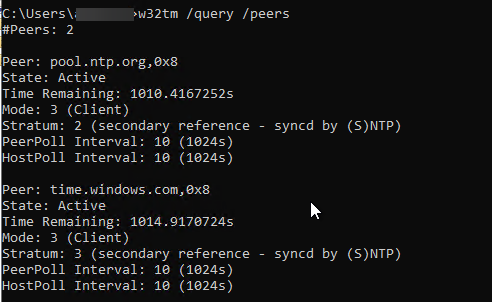 C:\Users\a>w32tm /query /peers
#Peers: 2
Peer: pool.ntp.org,0x8
State: Active
Time Remaining: 1010.4167252s
Mode: 3 (Client)
Stratum: 2 (secondary reference - syncd by (S)NTP)
PeerPoll Interval: 10 (1024s)
HostPoll Interval: 10 (1024s)
Peer: time.windows.com,0x8
State: Active
Time Remaining: 1014.9170724s
Mode: 3 (Client)
Stratum: 3 (secondary reference - syncd by (S)NTP)
PeerPoll Interval: 10 (1024s)
HostPoll Interval: 10 (1024s)